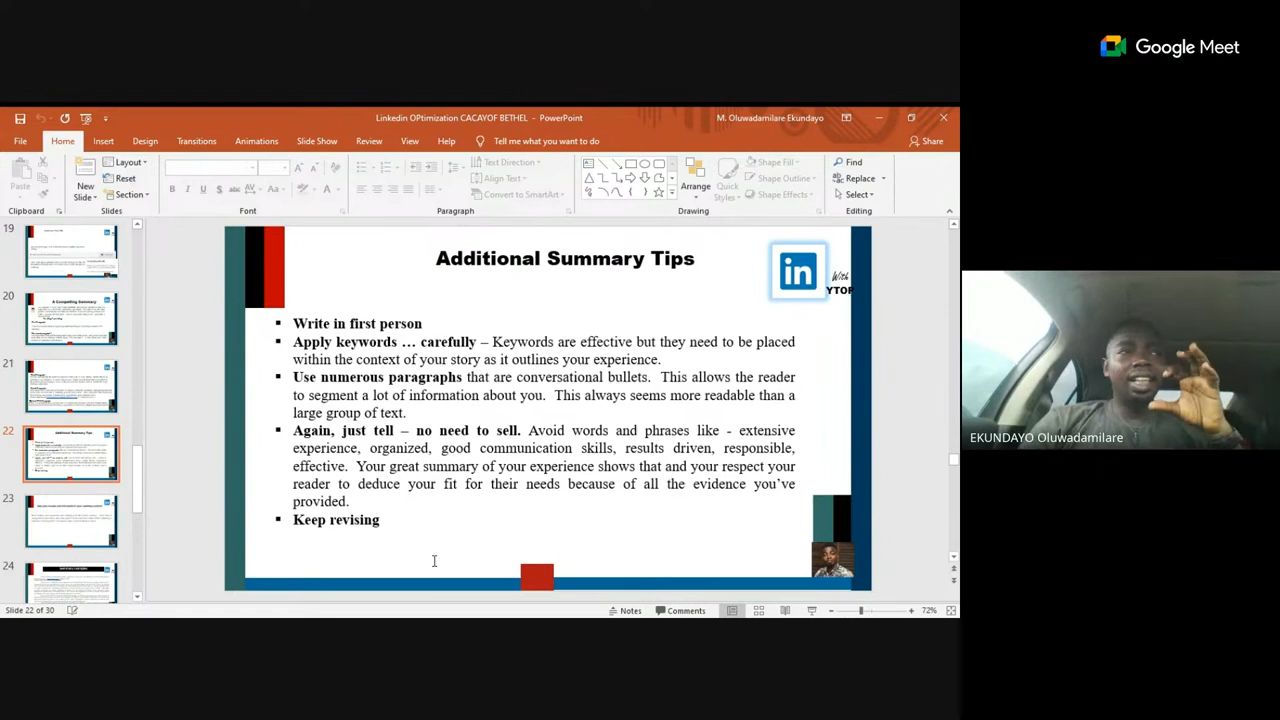 Google Meet
Linkedin OPtimization CACAYOF BETHEL - PowerPoint
M. Oluwadamilare Ekundayo
File Home Insert Design Transitions Animations Slide Show Review View Help Tell me what you want to do Share
Paste
New
Slide
Layout
Reset
Section
B I U S abc AV Aa A
Text Direction
Align Text
Convert to SmartArt
Arrange
Quick
Styles
Shape Fill
Shape Outline
Shape Effects
Find
Replace
Select
Clipboard Slides Font Paragraph Drawing Editing
19
20
A Compelling Summary
21
22
Additional Summary Tips
23
24
Additional Summary Tips
in
With
YTOP
▪ Write in first person
▪ Apply keywords … carefully – Keywords are effective but they need to be placed
within the context of your story as it outlines your experience.
▪ Use numerous paragraphs that are conversational bullets. This allows the reader
to segment a lot of information about you. This always seems more readable than a
large group of text.
▪ Again, just tell – no need to sell. Avoid words and phrases like - extensive
experience, organized, good communication skills, results driven, responsible,
effective. Your great summary of your experience shows that and your respect your
reader to deduce your fit for their needs because of all the evidence you've
provided.
▪ Keep revising
EKUNDAYO Oluwadamilare
Slide 22 of 30
Notes Comments 72%